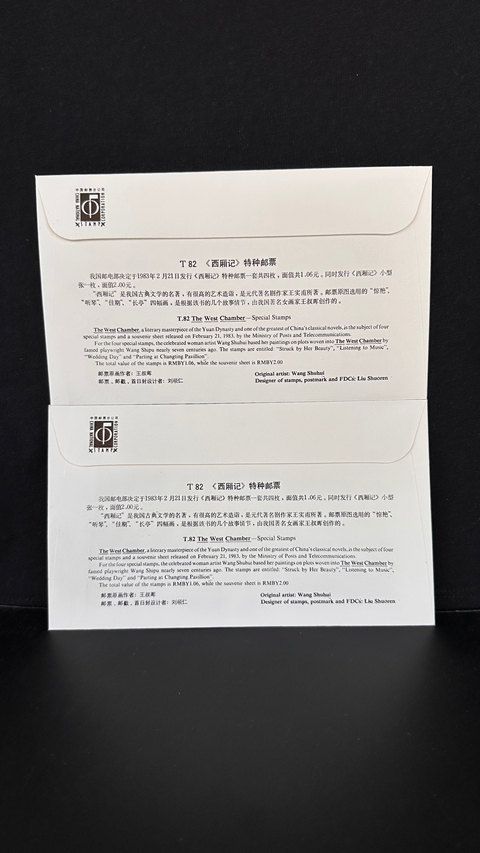 中国邮票公司
CHINA NATIONAL
STAMP
CORPORATION
T 82 《西厢记》特种邮票
我国邮电部决定于1983年2月21日发行《西厢记》特种邮票一套共四枚，面值共1.06元。同时发行《西厢记》小型
张一枚，面值2.00元。
“西厢记”是我国古典文学的名著，有很高的艺术造诣，是元代著名剧作家王实甫所著。邮票原图选用的“惊艳”、
“听琴”、“佳期”、“长亭”四幅画，是根据该书的几个故事情节，由我国著名女画家王叔晖创作的。
T.82 The West Chamber—Special Stamps
The West Chamber, a literary masterpiece of the Yuan Dynasty and one of the greatest of China's classical novels, is the subject of four
special stamps and a souvenir sheet released on February 21, 1983, by the Ministry of Posts and Telecommunications.
For the four special stamps, the celebrated woman artist Wang Shuhui based her paintings on plots woven into The West Chamber by
famed playwright Wang Shipu nearly seven centuries ago. The stamps are entitled: "Struck by Her Beauty", "Listening to Music",
"Wedding Day" and "Parting at Changting Pavillion"
The total value of the stamps is RMBY1.06, while the souvenir sheet is RMBY2.00
邮票原画作者：王叔晖
Original artist: Wang Shuhui
邮票、邮戳、首日封设计者：刘硕仁
Designer of stamps, postmark and FDCs: Liu Shuoren
中国邮票公司
CHINA NATIONAL
STAMP
CORPORATION
T 82 《西厢记》特种邮票
我国邮电部决定于1983年2月21日发行《西厢记》特种邮票一套共四枚，面值共1.06元。同时发行《西厢记》小型
张一枚，面值2.00元。
“西厢记”是我国古典文学的名著，有很高的艺术造诣，是元代著名剧作家王实甫所著。邮票原图选用的“惊艳”、
“听琴”、“佳期”、“长亭”四幅画，是根据该书的几个故事情节，由我国著名女画家王叔晖创作的。
T.82 The West Chamber—Special Stamps
The West Chamber, a literary masterpiece of the Yuan Dynasty and one of the greatest of China's classical novels, is the subject of four
special stamps and a souvenir sheet released on February 21, 1983, by the Ministry of Posts and Telecommunications.
For the four special stamps, the celebrated woman artist Wang Shuhui based her paintings on plots woven into The West Chamber by
famed playwright Wang Shipu nearly seven centuries ago. The stamps are entitled: "Struck by Her Beauty", "Listening to Music",
"Wedding Day" and "Parting at Changting Pavillion"
The total value of the stamps is RMBY1.06, while the souvenir sheet is RMBY2.00
邮票原画作者：王叔晖
Original artist: Wang Shuhui
邮票、邮戳、首日封设计者：刘硕仁
Designer of stamps, postmark and FDCs: Liu Shuoren